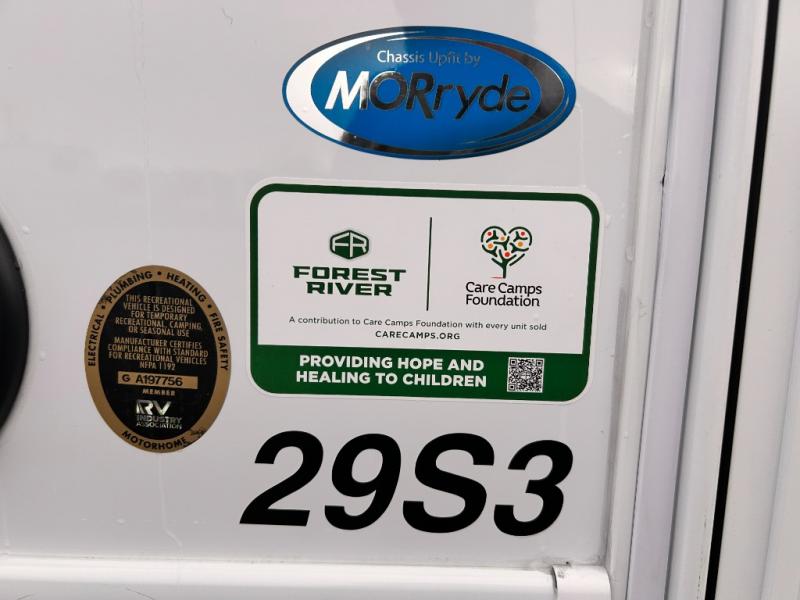 Chassis Upfit by
MORryde
FR
FOREST
RIVER
Care Camps
Foundation
A contribution to Care Camps Foundation with every unit sold
CARECAMPS.ORG
PROVIDING HOPE AND
HEALING TO CHILDREN
ELECTRICAL • PLUMBING • HEATING • FIRE SAFETY
THIS RECREATIONAL
VEHICLE IS DESIGNED
FOR TEMPORARY
RECREATIONAL, CAMPING,
OR SEASONAL USE
MANUFACTURER CERTIFIES
COMPLIANCE WITH STANDARD
FOR RECREATIONAL VEHICLES
NFPA 1192
G A197756
MEMBER
RV
INDUSTRY
ASSOCIATION
MOTORHOME
29S3